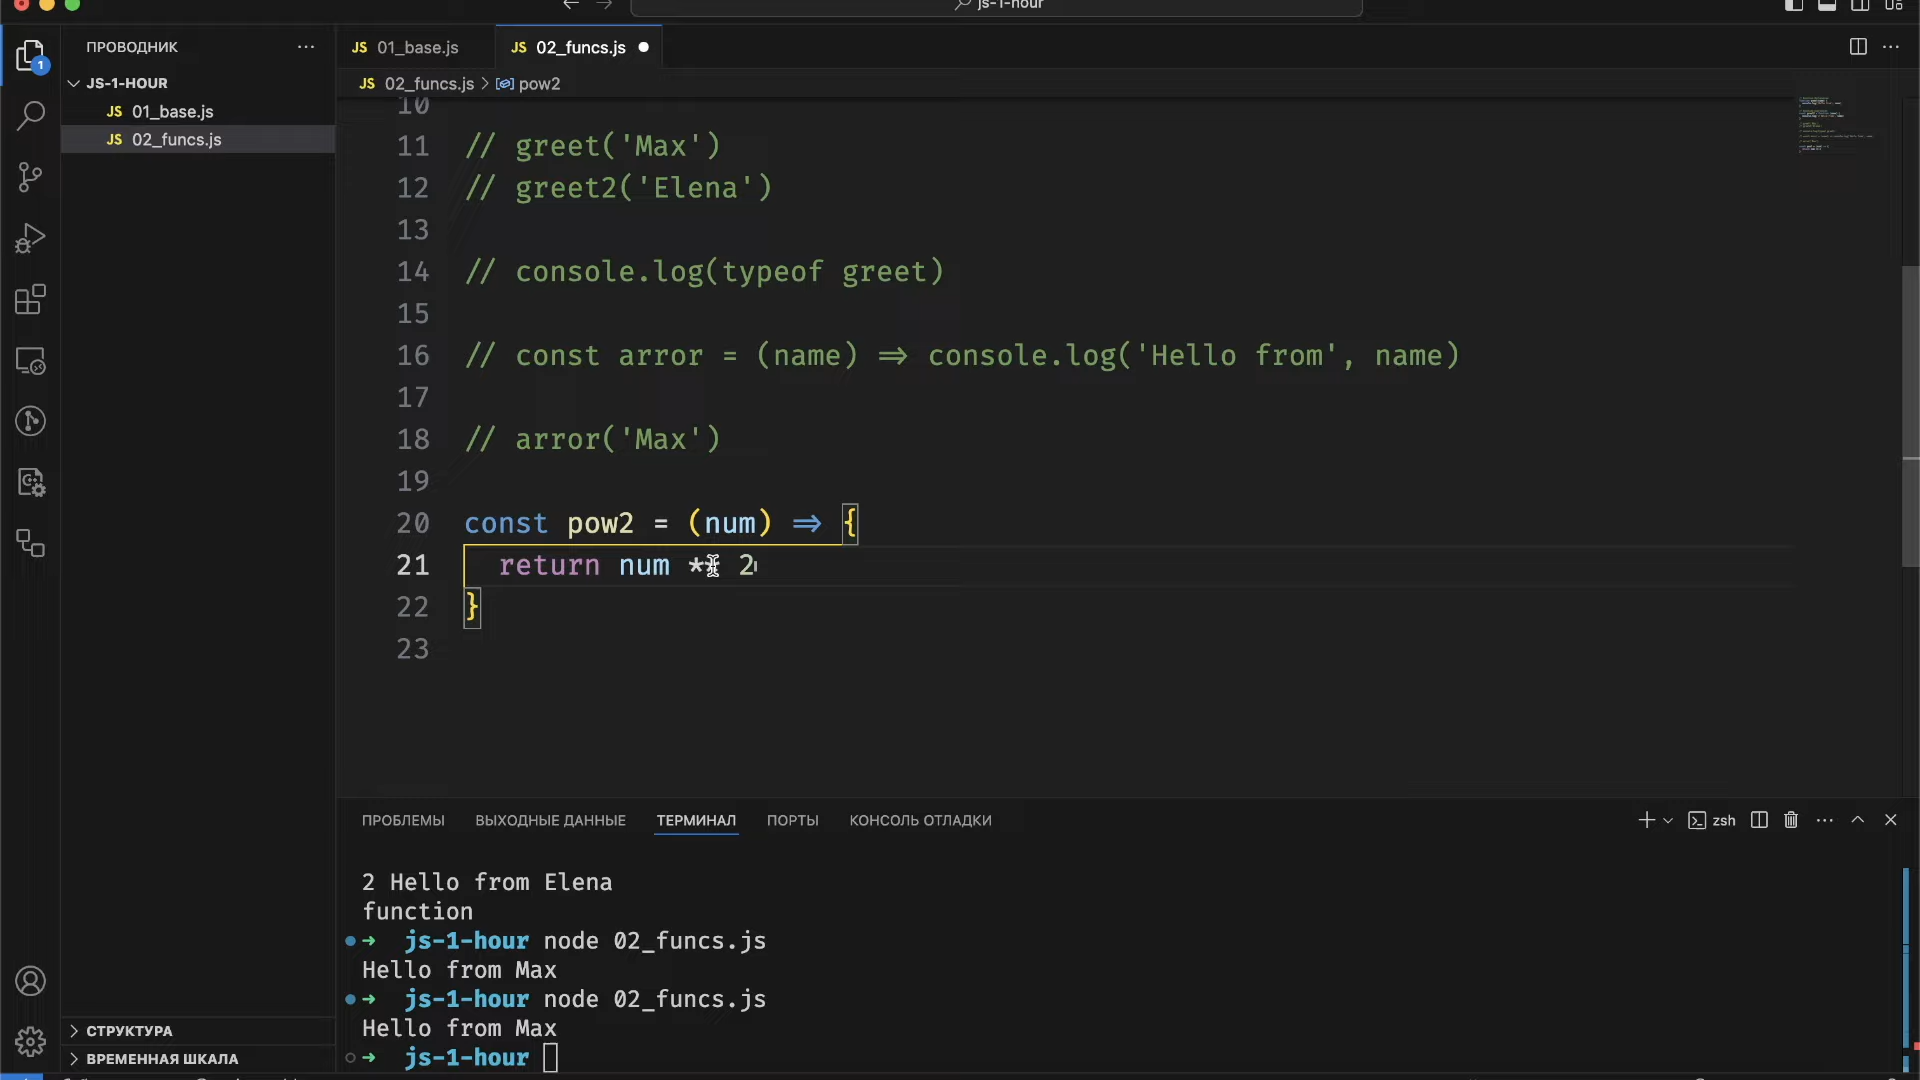 js-1-hour
ПРОВОДНИК
JS 01_base.js
JS 02_funcs.js
JS-1-HOUR
JS 02_funcs.js > pow2
JS 01_base.js
JS 02_funcs.js
1
10
11 // greet('Max')
12 // greet2('Elena')
13
14 // console.log(typeof greet)
15
16 // const arror = (name) => console.log('Hello from', name)
17
18 // arror('Max')
19
20 const pow2 = (num) => {
21 return num ** 2
22 }
23
ПРОБЛЕМЫ ВЫХОДНЫЕ ДАННЫЕ ТЕРМИНАЛ ПОРТЫ КОНСОЛЬ ОТЛАДКИ zsh
2 Hello from Elena
function
➜ js-1-hour node 02_funcs.js
Hello from Max
➜ js-1-hour node 02_funcs.js
Hello from Max
➜ js-1-hour
СТРУКТУРА
ВРЕМЕННАЯ ШКАЛА